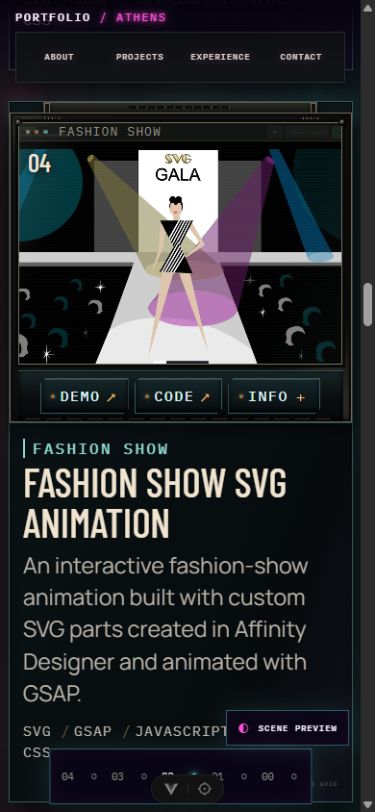 PORTFOLIO / ATHENS
ABOUT PROJECTS EXPERIENCE CONTACT
FASHION SHOW
04
SVG
GALA
DEMO ↗ CODE ↗ INFO +
FASHION SHOW
FASHION SHOW SVG
ANIMATION
An interactive fashion-show
animation built with custom
SVG parts created in Affinity
Designer and animated with
GSAP.
SVG / GSAP / JAVASCRIPT
CSS
SCENE PREVIEW
04 03 01 00